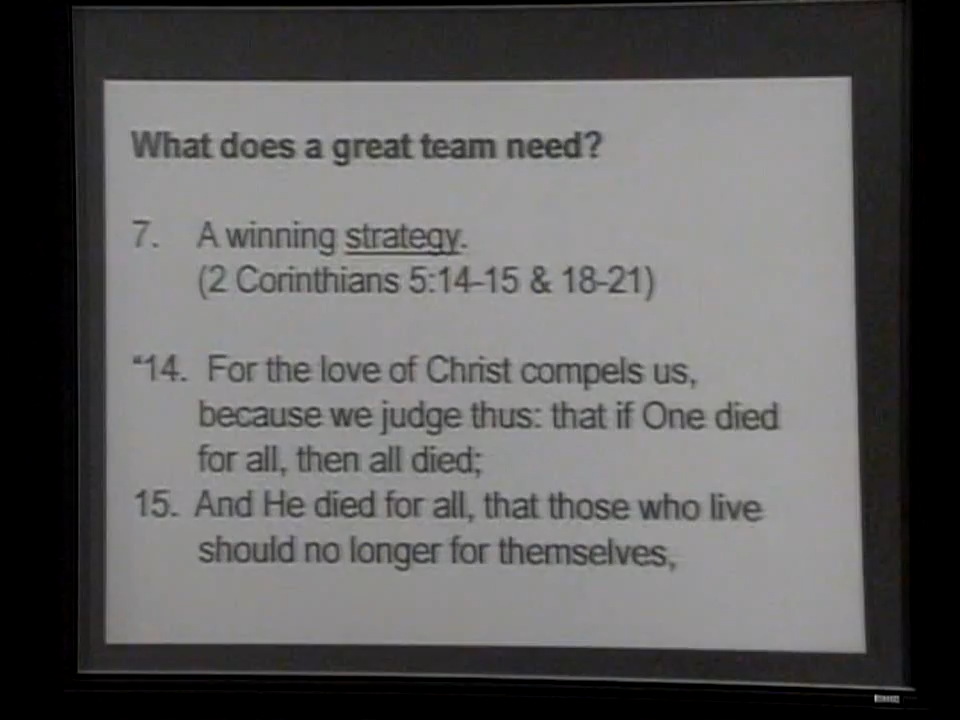 What does a great team need?
7. A winning strategy.
(2 Corinthians 5:14-15 & 18-21)
“14. For the love of Christ compels us,
because we judge thus: that if One died
for all, then all died;
15. And He died for all, that those who live
should no longer for themselves,